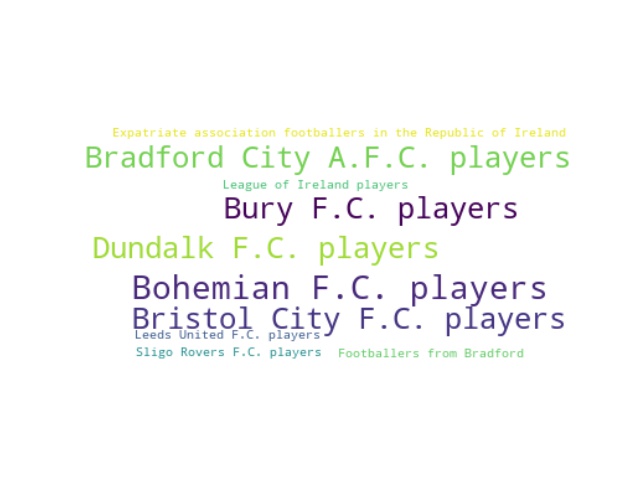 Expatriate association footballers in the Republic of Ireland
Bradford City A.F.C. players
League of Ireland players
Bury F.C. players
Dundalk F.C. players
Bohemian F.C. players
Bristol City F.C. players
Leeds United F.C. players
Sligo Rovers F.C. players
Footballers from Bradford